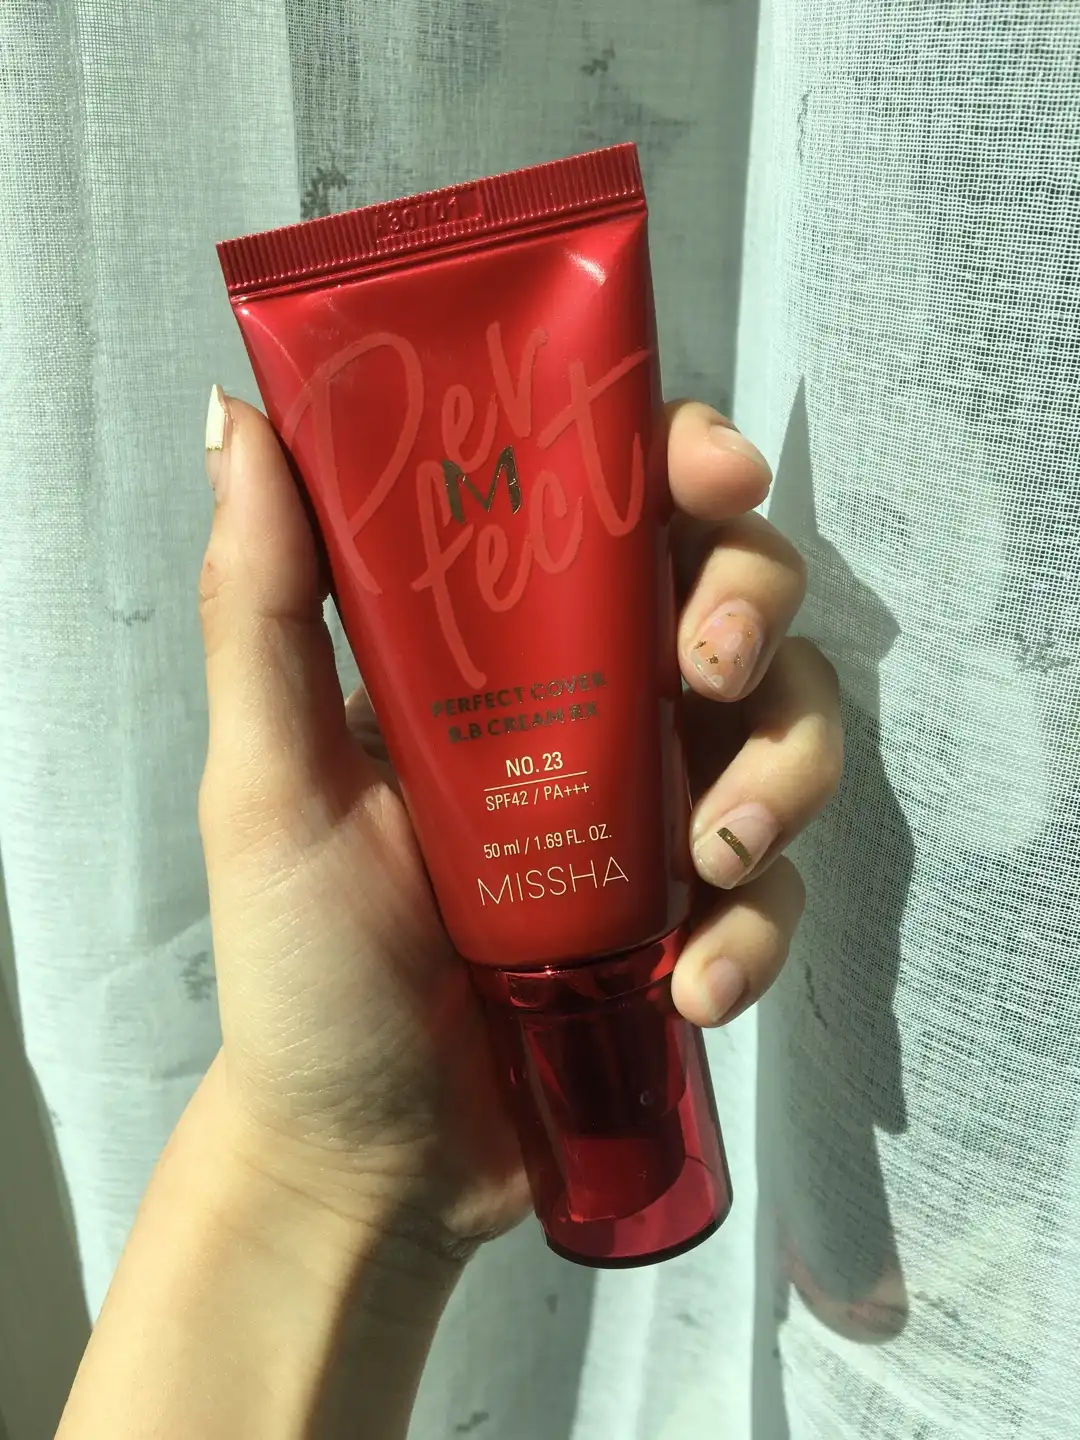 Per
M
fect
PERFECT COVER
B.B CREAM RX
NO. 23
SPF42 / PA+++
50 ml / 1.69 FL. OZ.
MISSHA